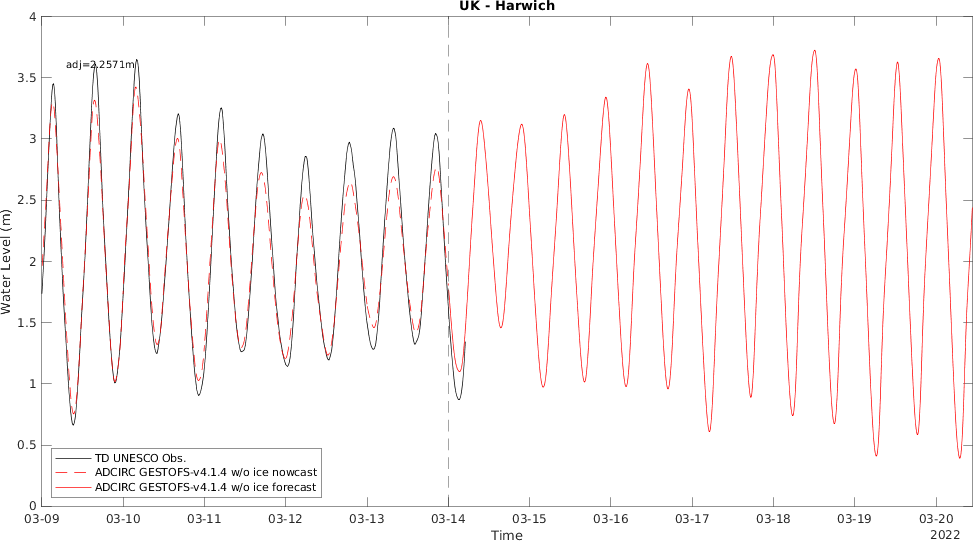 UK - Harwich
4
adj=2.2571m
3.5
3
2.5
2
1.5
1
0.5
0
Water Level (m)
TD UNESCO Obs.
ADCIRC GESTOFS-v4.1.4 w/o ice nowcast
ADCIRC GESTOFS-v4.1.4 w/o ice forecast
03-09 03-10 03-11 03-12 03-13 03-14 03-15 03-16 03-17 03-18 03-19 03-20
Time
2022